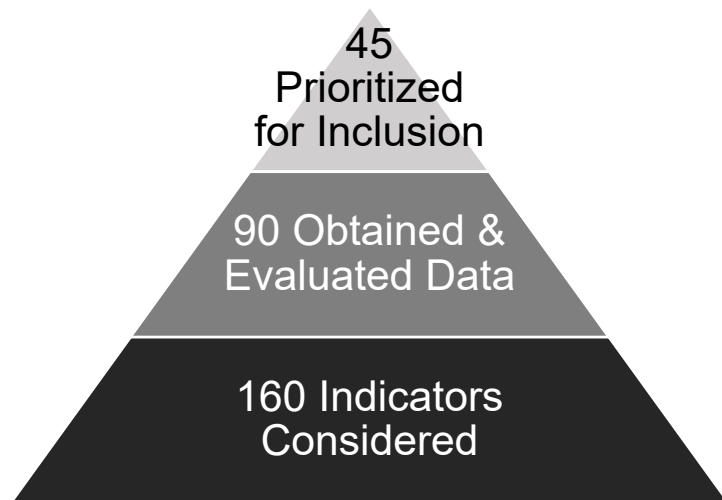 45
Prioritized
for Inclusion
90 Obtained &
Evaluated Data
160 Indicators
Considered